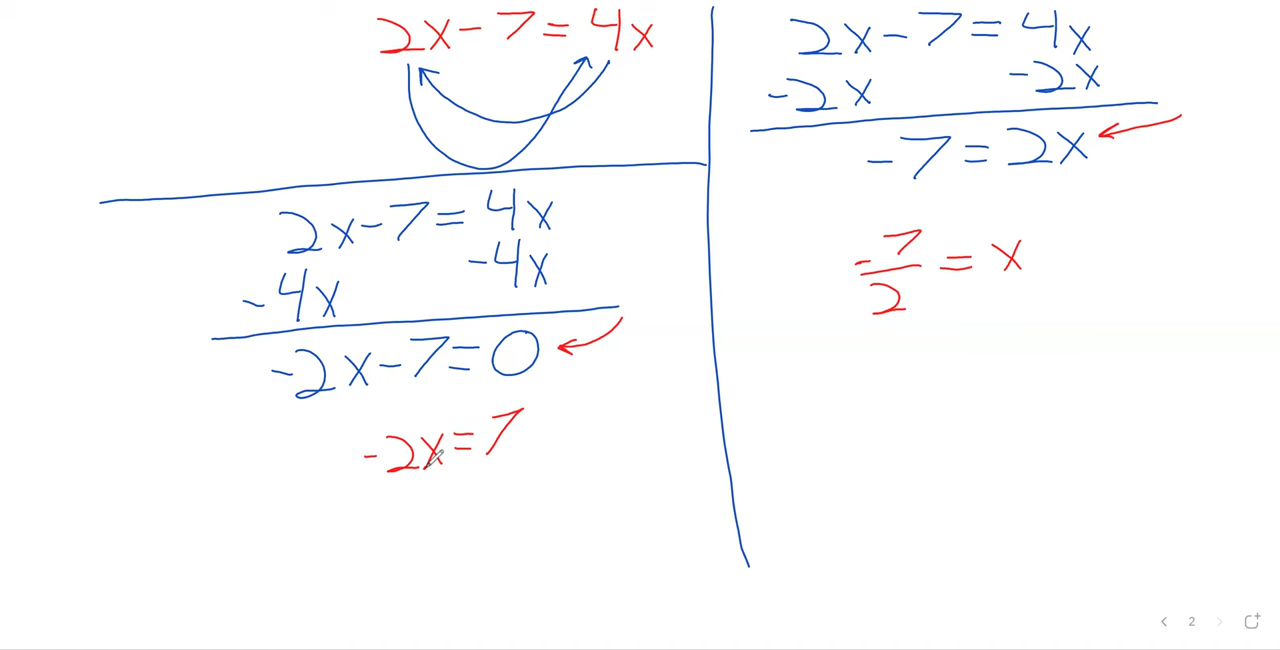 2x - 7 = 4x
2x - 7 = 4x
- 4x - 4x
-2x - 7 = 0
-2x = 7
2x - 7 = 4x
- 2x - 2x
-7 = 2x
-7/2 = x
2